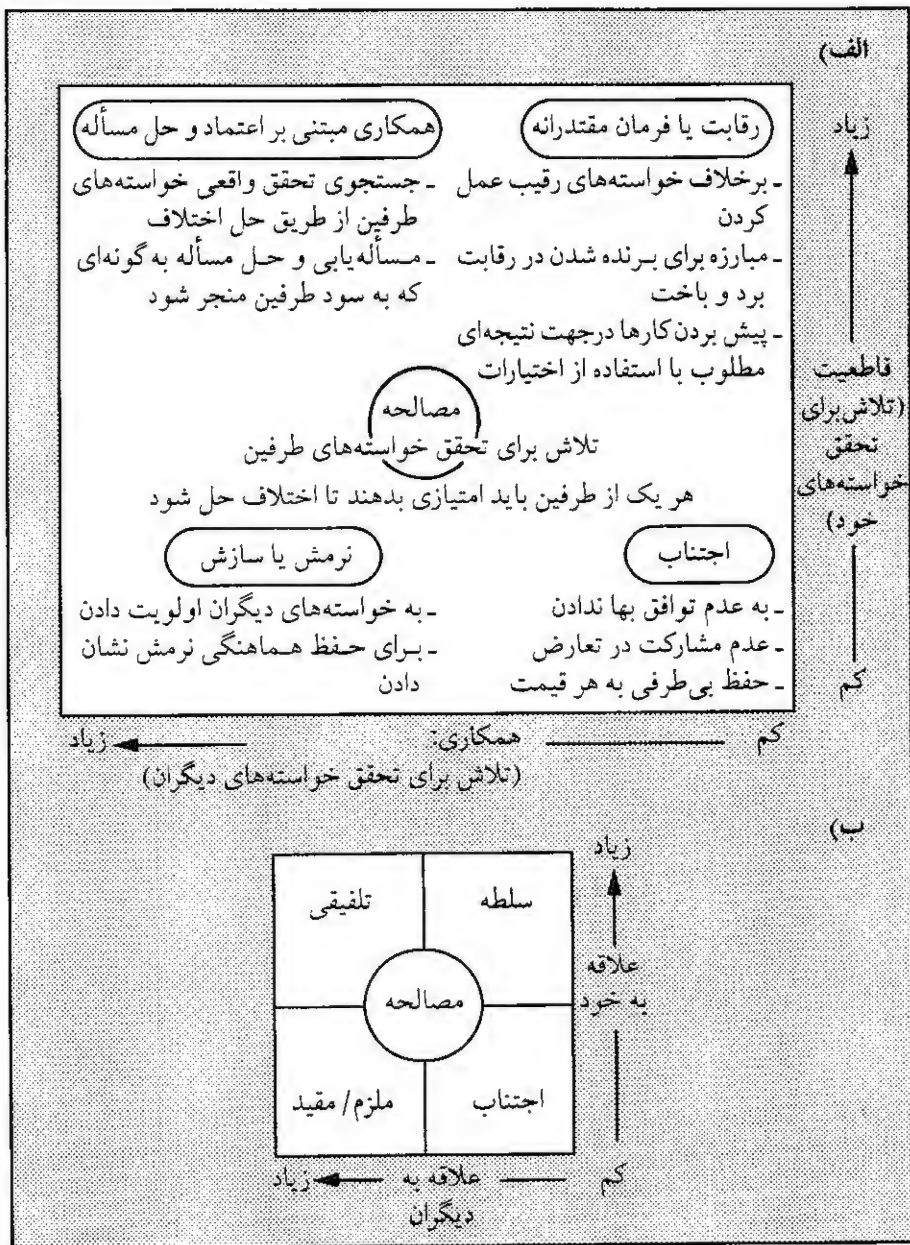 الف)
زیاد
رقابت یا فرمان مقتدرانه
ـ برخلاف خواسته‌های رقیب عمل
کردن
ـ مبارزه برای برنده شدن در رقابت
برد و باخت
ـ پیش بردن کارها درجهت نتیجه‌ای
مطلوب با استفاده از اختیارات
همکاری مبتنی بر اعتماد و حل مسأله
ـ جستجوی تحقق واقعی خواسته‌های
طرفین از طریق حل اختلاف
ـ مسأله‌یابی و حل مسأله به گونه‌ای
که به سود طرفین منجر شود
قاطعیت
(تلاش‌برای
تحقق
خواسته‌های
خود)
مصالحه
تلاش برای تحقق خواسته‌های طرفین
هر یک از طرفین باید امتیازی بدهند تا اختلاف حل شود
اجتناب
ـ به عدم توافق بها ندادن
ـ عدم مشارکت در تعارض
ـ حفظ بی‌طرفی به هر قیمت
نرمش یا سازش
ـ به خواسته‌های دیگران اولویت دادن
ـ برای حفظ هماهنگی نرمش نشان
دادن
کم
کم
همکاری:
زیاد
(تلاش برای تحقق خواسته‌های دیگران)
ب)
زیاد
سلطه
تلفیقی
علاقه
به خود
مصالحه
اجتناب
ملزم/ مقید
کم
علاقه به
زیاد
دیگران